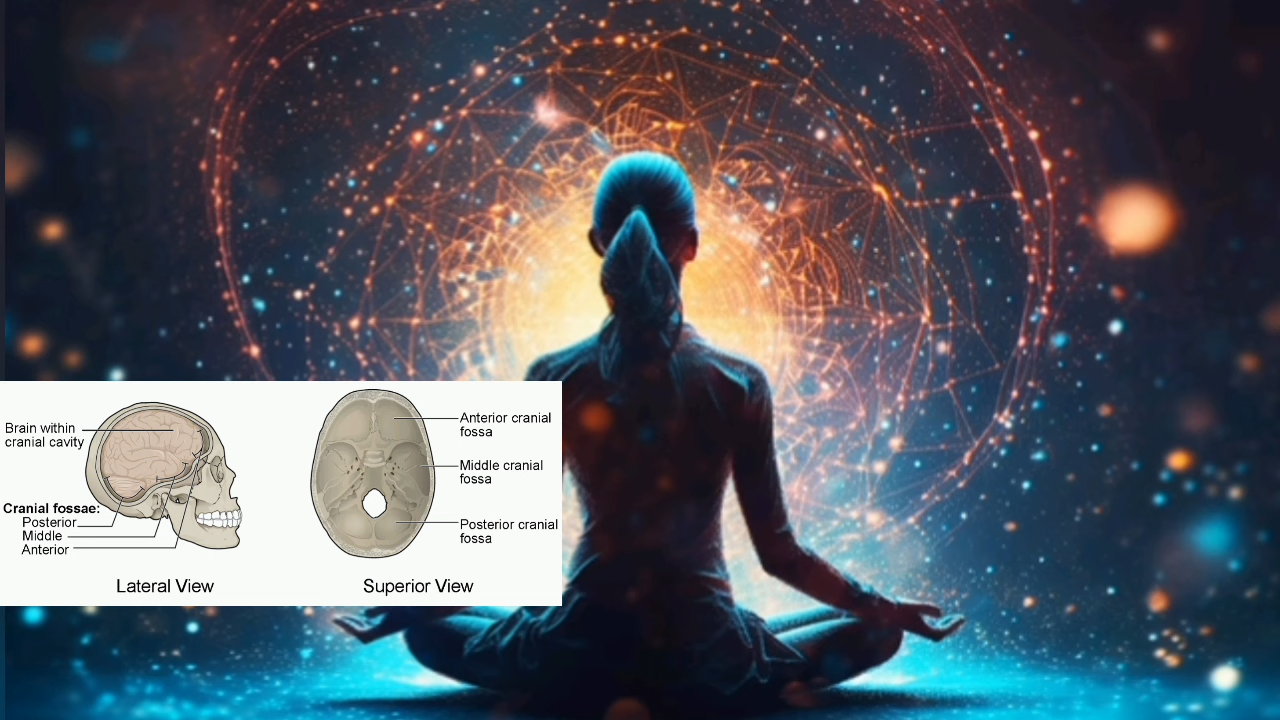 Brain within
cranial cavity
Cranial fossae:
Posterior
Middle
Anterior
Lateral View
Anterior cranial
fossa
Middle cranial
fossa
Posterior cranial
fossa
Superior View